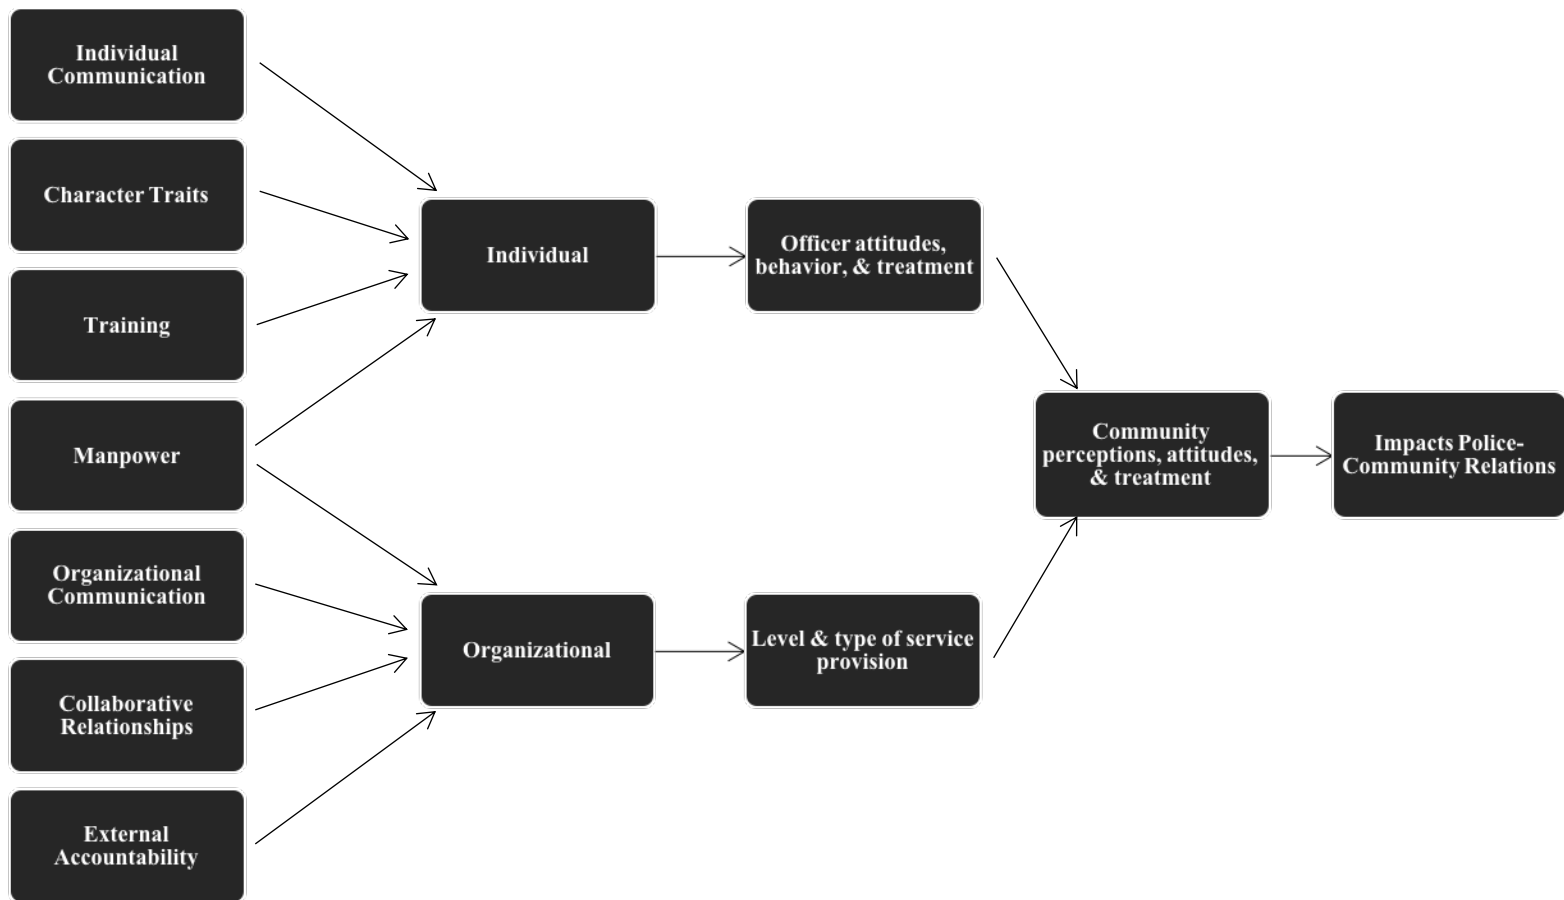 Individual
Communication
Character Traits
Training
Manpower
Organizational
Communication
Collaborative
Relationships
External
Accountability
Individual
Organizational
Officer attitudes,
behavior, & treatment
Level & type of service
provision
Community
perceptions, attitudes,
& treatment
Impacts Police-
Community Relations